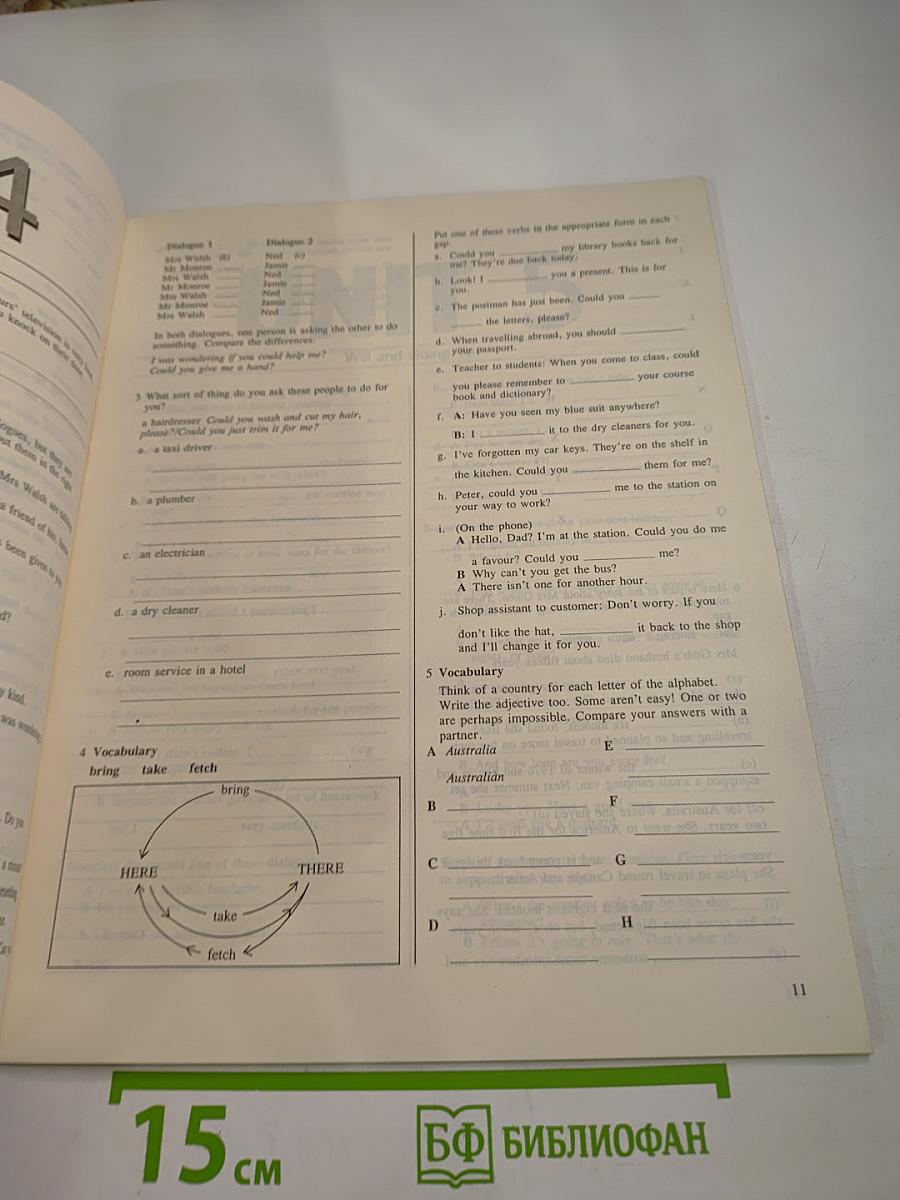 4
Dialogue 1
Mrs Walsh (b)
Mr Monroe
Mrs Walsh
Mr Monroe
Mrs Walsh
Mr Monroe
Mrs Walsh
Dialogue 2
Ned (c)
Jamie
Ned
Jamie
Ned
Jamie
Ned
In both dialogues, one person is asking the other to do
something. Compare the differences.
I was wondering if you could help me?
Could you give me a hand?
3 What sort of thing do you ask these people to do for
you?
a hairdresser Could you wash and cut my hair,
please?/Could you just trim it for me?
a. a taxi driver
b. a plumber
c. an electrician
d. a dry cleaner
e. room service in a hotel
4 Vocabulary
bring take fetch
bring
HERE THERE
take
fetch
Put one of these verbs in the appropriate form in each
gap.
a. Could you ________ my library books back for
me? They're due back today.
b. Look! I ________ you a present. This is for
you.
c. The postman has just been. Could you ____
____ the letters, please?
d. When travelling abroad, you should ________
your passport.
e. Teacher to students: When you come to class, could
you please remember to ________ your course
book and dictionary?
f. A: Have you seen my blue suit anywhere?
B: I ________ it to the dry cleaners for you.
g. I've forgotten my car keys. They're on the shelf in
the kitchen. Could you ________ them for me?
h. Peter, could you ________ me to the station on
your way to work?
i. (On the phone)
A Hello, Dad? I'm at the station. Could you do me
a favour? Could you ________ me?
B Why can't you get the bus?
A There isn't one for another hour.
j. Shop assistant to customer: Don't worry. If you
don't like the hat, ________ it back to the shop
and I'll change it for you.
5 Vocabulary
Think of a country for each letter of the alphabet.
Write the adjective too. Some aren't easy! One or two
are perhaps impossible. Compare your answers with a
partner.
A Australia E
Australian
B F
C G
D H
11
15 см
БФ БИБЛИОФАН